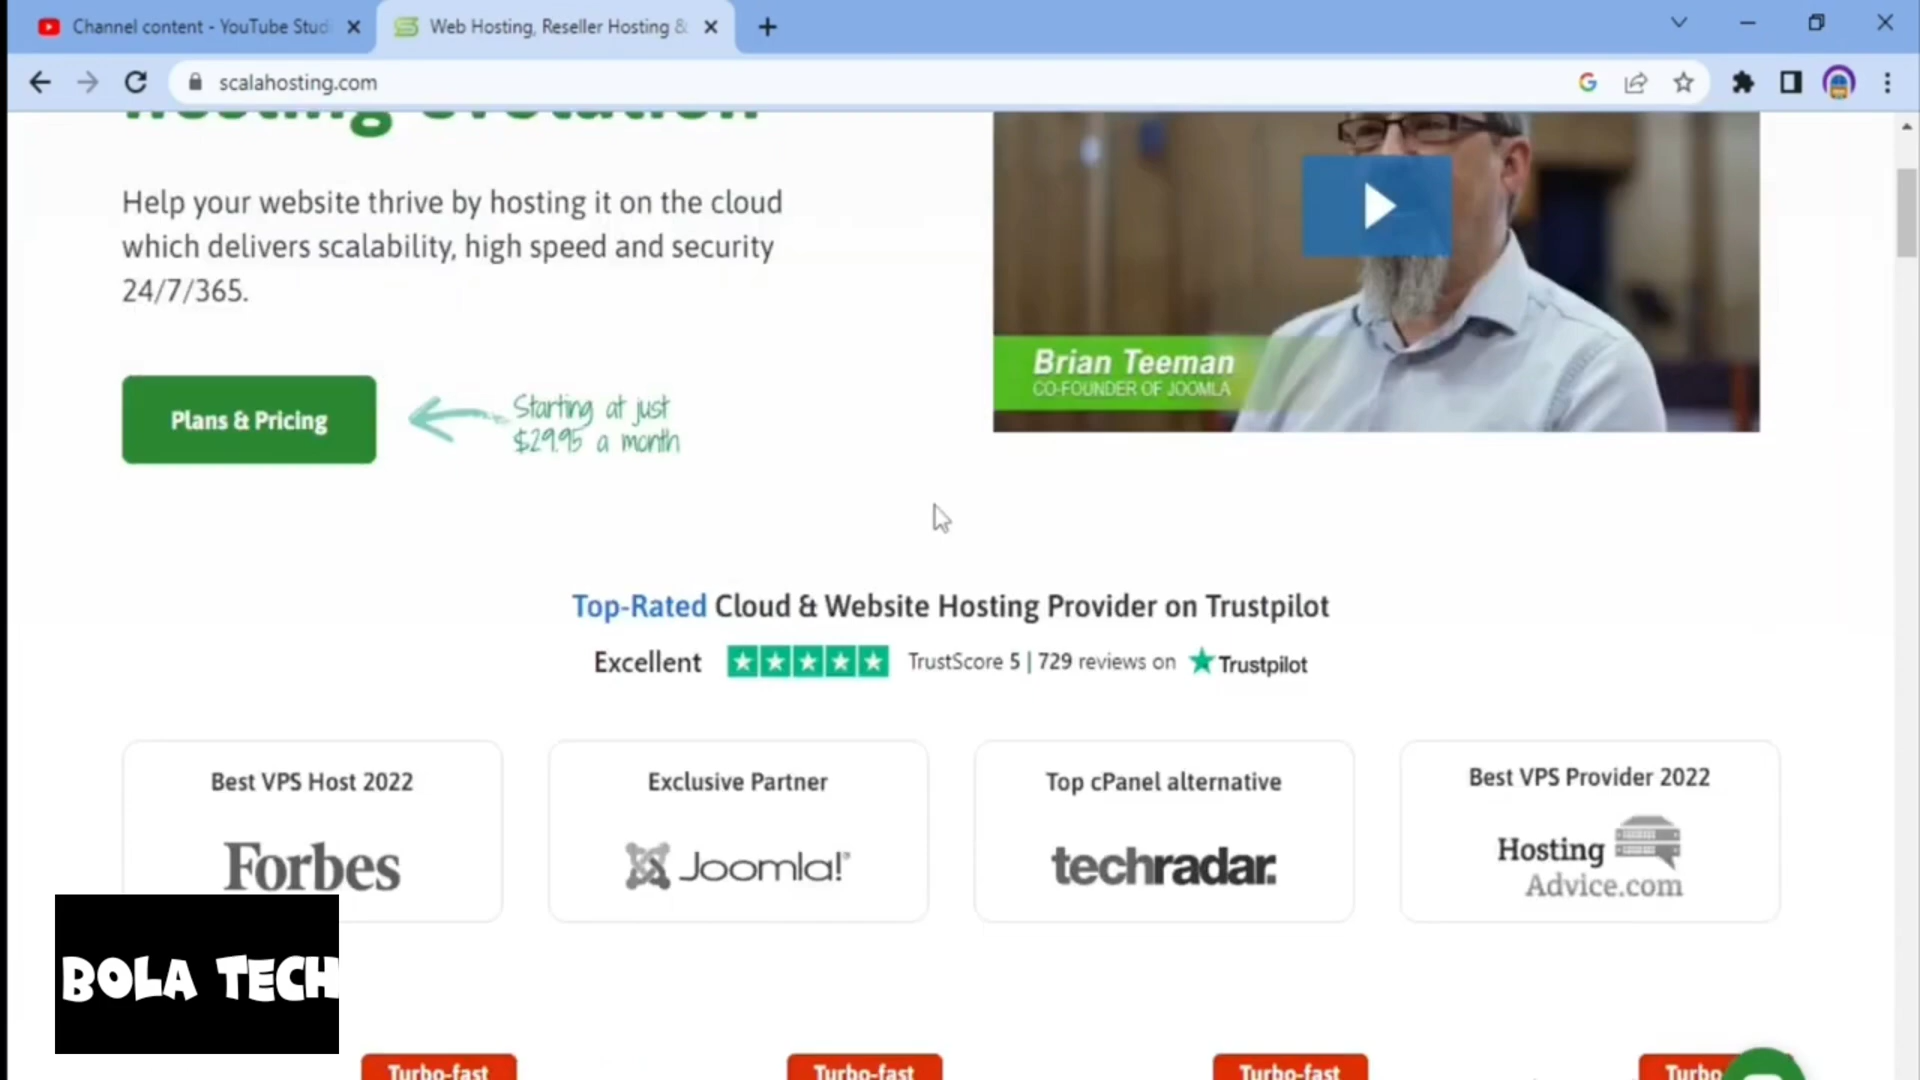 Channel content - YouTube Stud
Web Hosting, Reseller Hosting &
scalahosting.com
Help your website thrive by hosting it on the cloud
which delivers scalability, high speed and security
24/7/365.
Plans & Pricing
Starting at just
$29.95 a month
Brian Teeman
CO-FOUNDER OF JOOMLA
Top-Rated Cloud & Website Hosting Provider on Trustpilot
Excellent
TrustScore 5 | 729 reviews on
Trustpilot
Best VPS Host 2022
Forbes
Exclusive Partner
Joomla!
Top cPanel alternative
techradar.
Best VPS Provider 2022
Hosting
Advice.com
BOLA TECH
Turbo-fast
Turbo-fast
Turbo-fast
Turbo